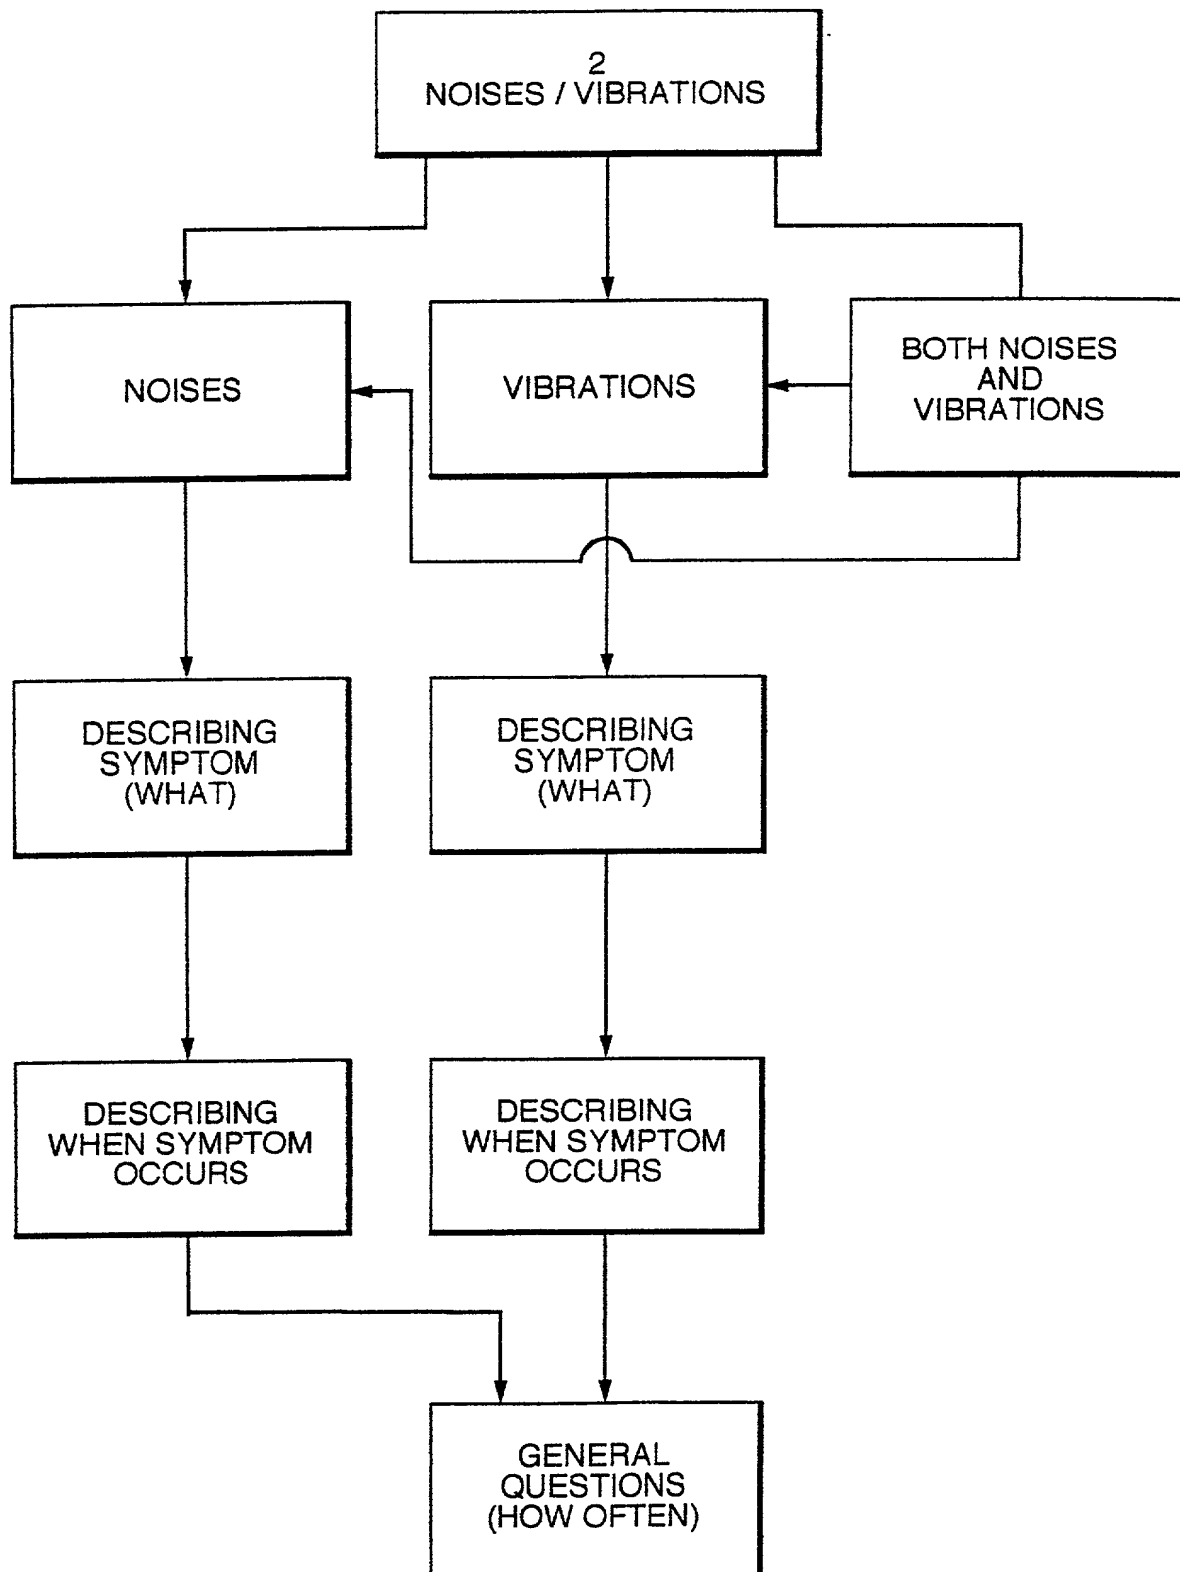 2
NOISES / VIBRATIONS
NOISES
VIBRATIONS
BOTH NOISES
AND
VIBRATIONS
DESCRIBING
SYMPTOM
(WHAT)
DESCRIBING
SYMPTOM
(WHAT)
DESCRIBING
WHEN SYMPTOM
OCCURS
DESCRIBING
WHEN SYMPTOM
OCCURS
GENERAL
QUESTIONS
(HOW OFTEN)